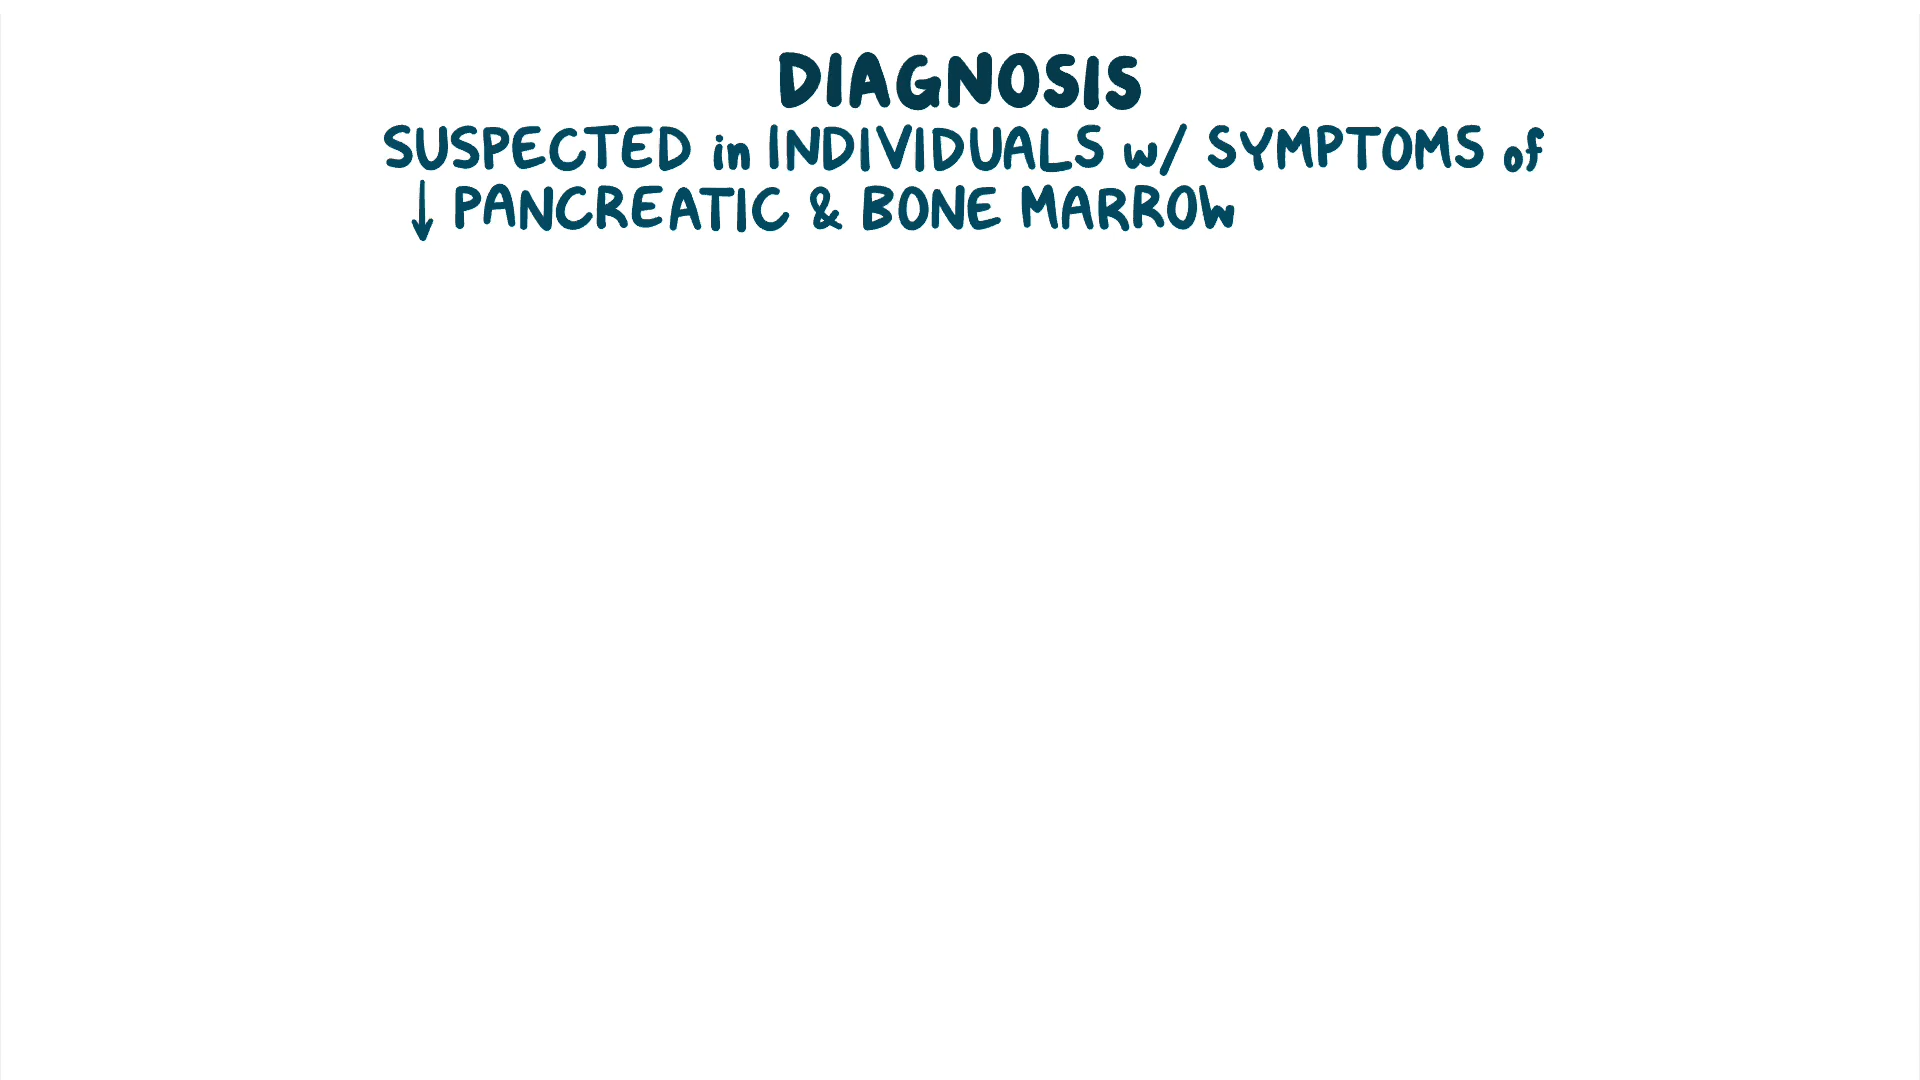 DIAGNOSIS
SUSPECTED in INDIVIDUALS w/ SYMPTOMS of
↓ PANCREATIC & BONE MARROW